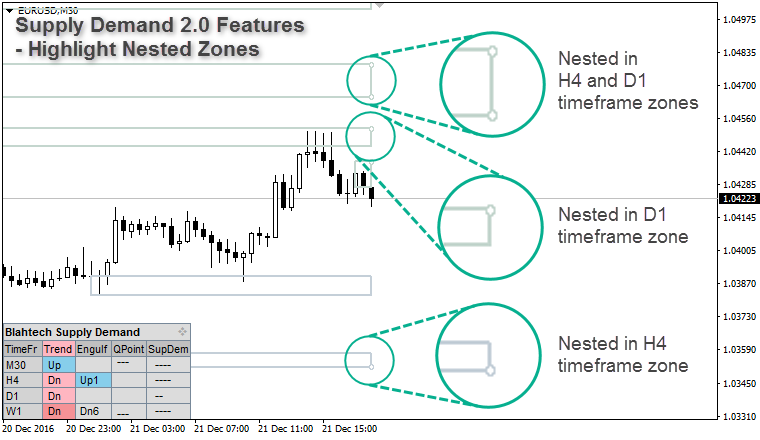 EURUSD,M30
Supply Demand 2.0 Features
- Highlight Nested Zones
Nested in
H4 and D1
timeframe zones
Nested in D1
timeframe zone
Nested in H4
timeframe zone
1.04975
1.04835
1.04700
1.04560
1.04420
1.04285
1.04223
1.04145
1.04005
1.03870
1.03730
1.03590
1.03450
1.03310
Blahtech Supply Demand
TimeFr Trend Engulf QPoint SupDem
M30 Up --- ----
H4 Dn Up1 ----
D1 Dn --
W1 Dn Dn6 --- ----
20 Dec 2016 20 Dec 23:00 21 Dec 03:00 21 Dec 07:00 21 Dec 11:00 21 Dec 15:00